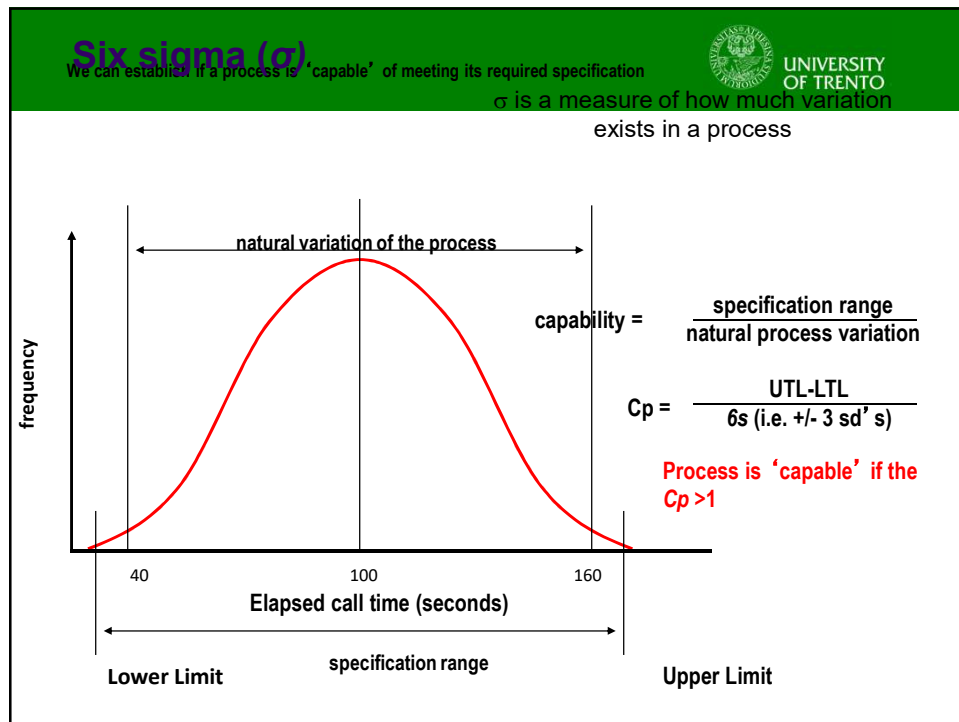 Six sigma (σ)
We can establish if a process is ‘capable’ of meeting its required specification
UNIVERSITY
OF TRENTO
σ is a measure of how much variation
exists in a process
natural variation of the process
frequency
capability =
specification range
natural process variation
Cp =
UTL-LTL
6s (i.e. +/- 3 sd’ s)
Process is ‘capable’ if the
Cp >1
40
100
160
Elapsed call time (seconds)
specification range
Lower Limit
Upper Limit